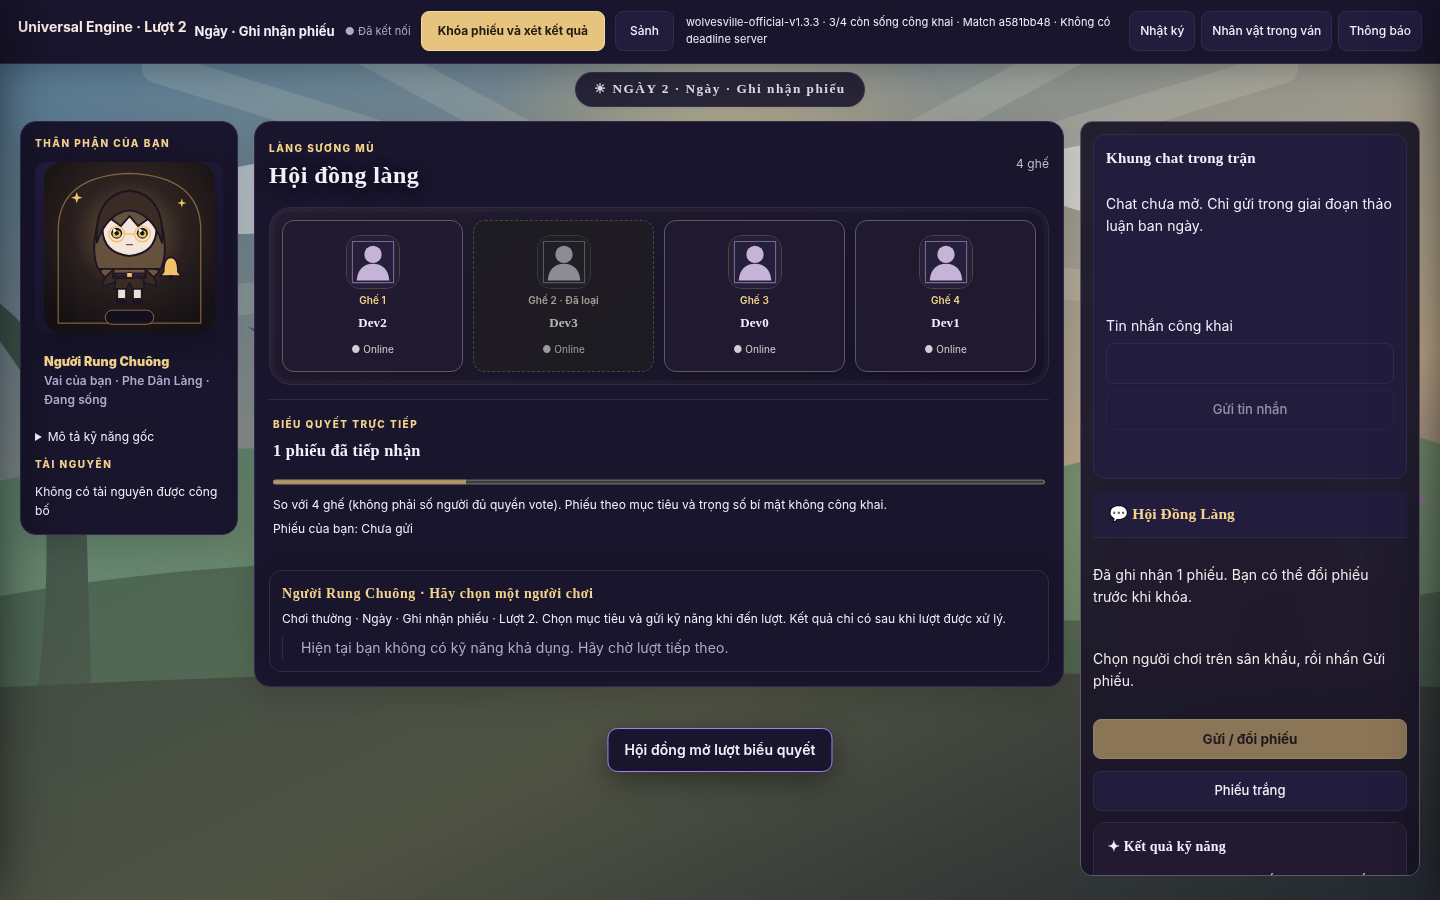 Universal Engine · Lượt 2
Ngày · Ghi nhận phiếu
Đã kết nối
Khóa phiếu và xét kết quả
Sảnh
wolvesville-official-v1.3.3 · 3/4 còn sống công khai · Match a581bb48 · Không có
deadline server
Nhật ký
Nhân vật trong ván
Thông báo
☀ NGÀY 2 · Ngày · Ghi nhận phiếu
THÂN PHẬN CỦA BẠN
Người Rung Chuông
Vai của bạn · Phe Dân Làng ·
Đang sống
▶ Mô tả kỹ năng gốc
TÀI NGUYÊN
Không có tài nguyên được công
bố
LÀNG SƯƠNG MÙ
Hội đồng làng
4 ghế
Ghế 1
Dev2
Online
Ghế 2 · Đã loại
Dev3
Online
Ghế 3
Dev0
Online
Ghế 4
Dev1
Online
BIỂU QUYẾT TRỰC TIẾP
1 phiếu đã tiếp nhận
So với 4 ghế (không phải số người đủ quyền vote). Phiếu theo mục tiêu và trọng số bí mật không công khai.
Phiếu của bạn: Chưa gửi
Người Rung Chuông · Hãy chọn một người chơi
Chơi thường · Ngày · Ghi nhận phiếu · Lượt 2. Chọn mục tiêu và gửi kỹ năng khi đến lượt. Kết quả chỉ có sau khi lượt được xử lý.
Hiện tại bạn không có kỹ năng khả dụng. Hãy chờ lượt tiếp theo.
Hội đồng mở lượt biểu quyết
Khung chat trong trận
Chat chưa mở. Chỉ gửi trong giai đoạn thảo
luận ban ngày.
Tin nhắn công khai
Gửi tin nhắn
💬 Hội Đồng Làng
Đã ghi nhận 1 phiếu. Bạn có thể đổi phiếu
trước khi khóa.
Chọn người chơi trên sân khấu, rồi nhấn Gửi
phiếu.
Gửi / đổi phiếu
Phiếu trắng
✦ Kết quả kỹ năng